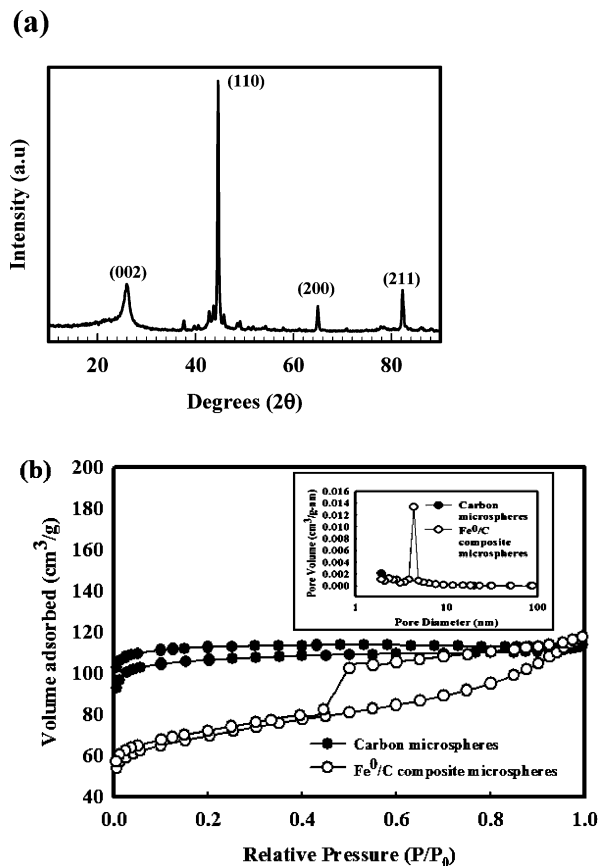 (a)
(110)
(002)
(200)
(211)
Intensity (a.u)
20 40 60 80
Degrees (2θ)
(b)
200
180
160
140
120
100
80
60
40
Volume adsorbed (cm³/g)
0.016
0.014
0.012
0.010
0.008
0.006
0.004
0.002
0.000
Pore Volume (cm³/g-nm)
Carbon
microspheres
Fe⁰/C
composite
microspheres
1 10 100
Pore Diameter (nm)
Carbon microspheres
Fe⁰/C composite microspheres
0.0 0.2 0.4 0.6 0.8 1.0
Relative Pressure (P/P₀)